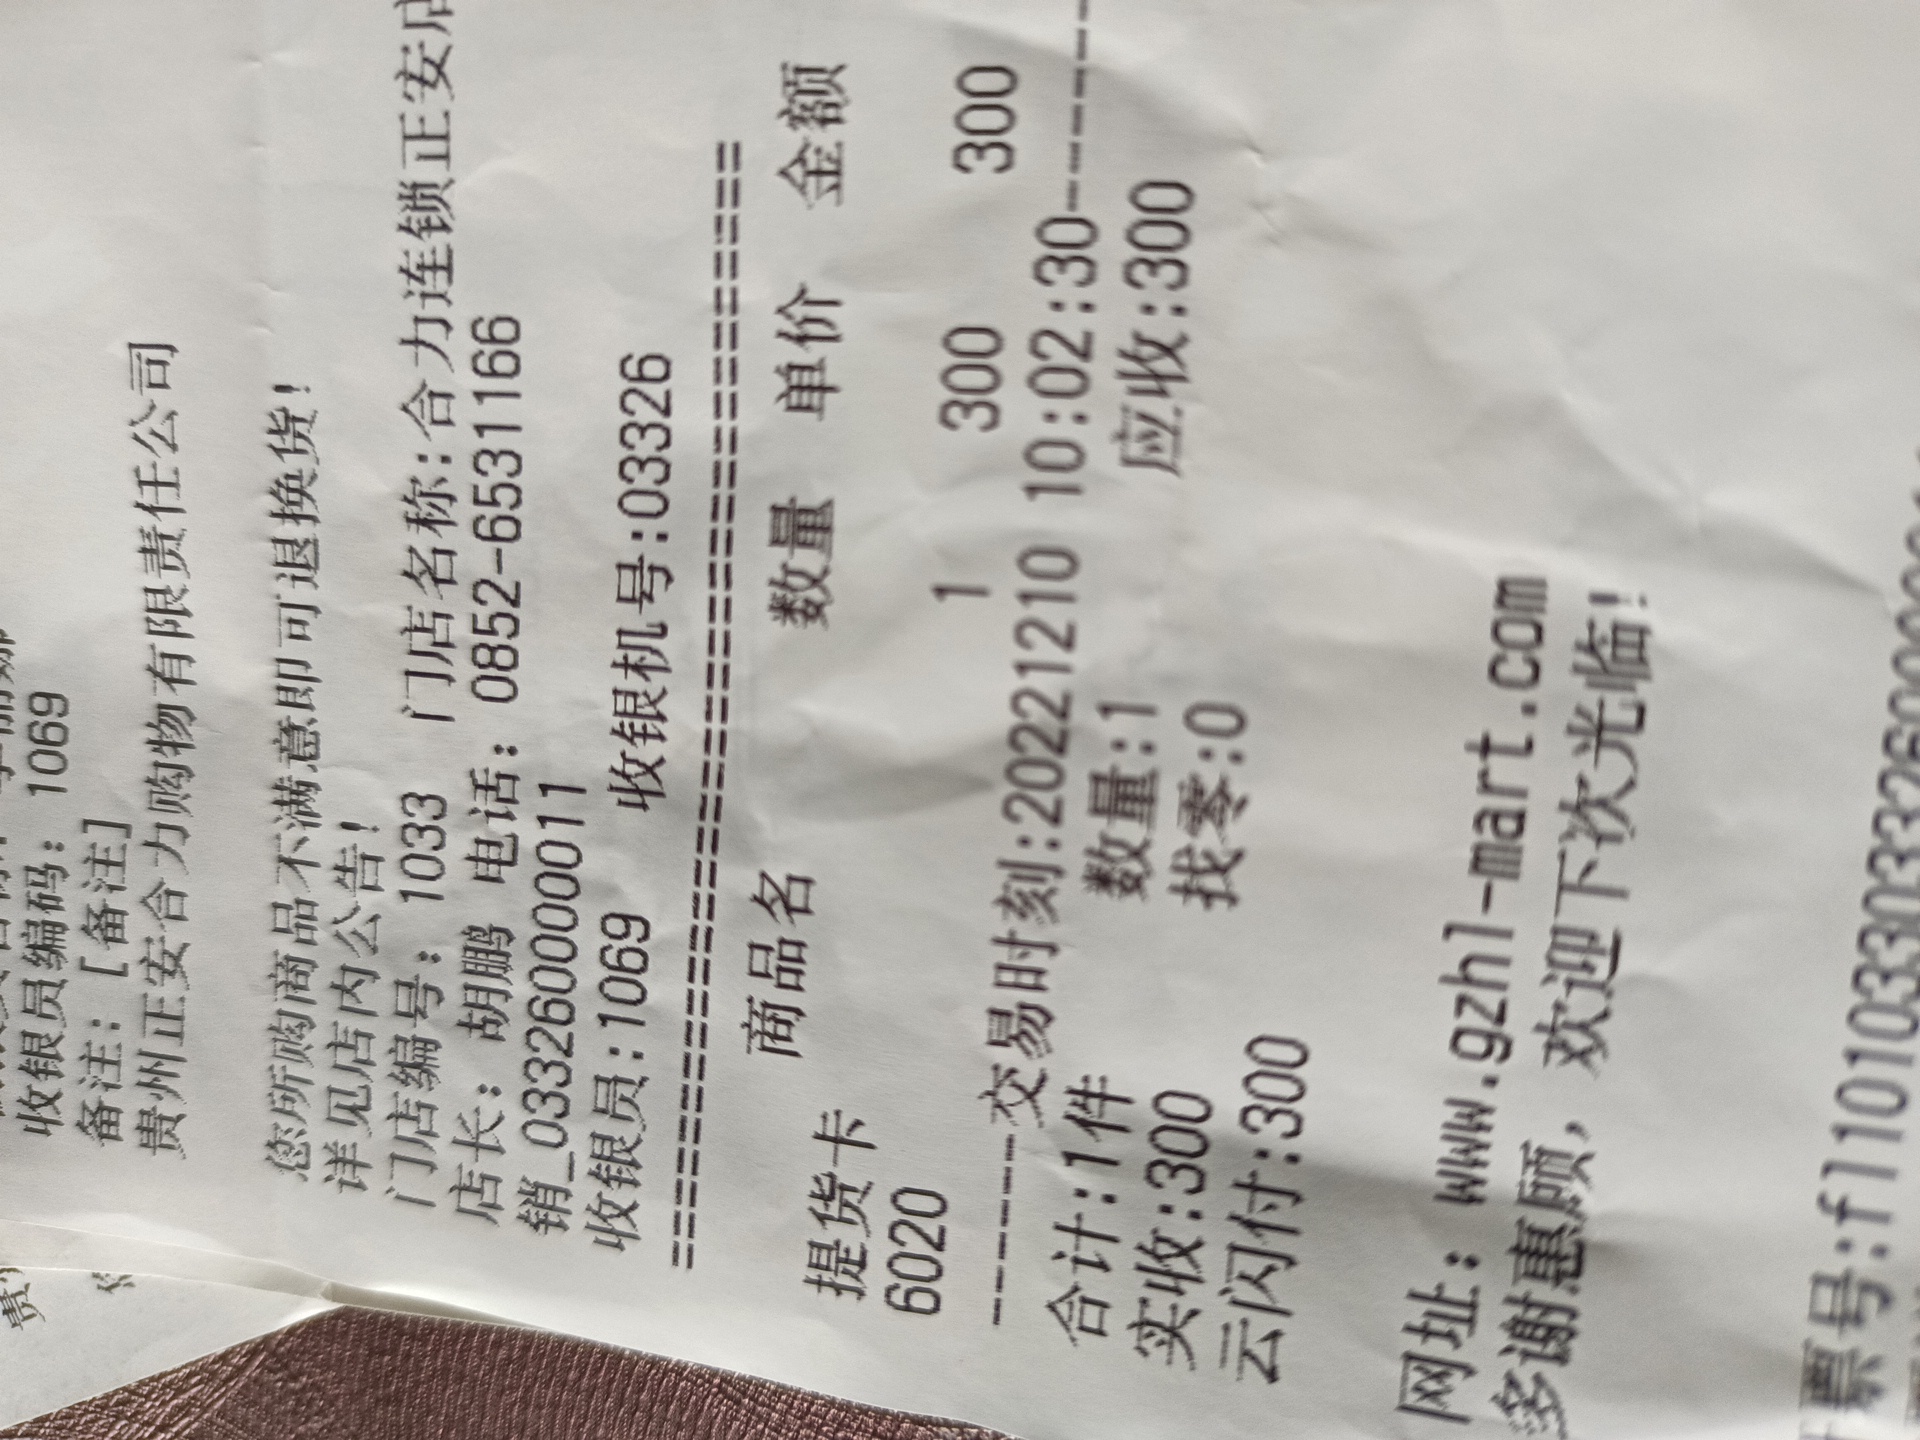 收银员编码: 1069
备注: [备注]
贵州正安合力购物有限责任公司
您所购商品不满意即可退换货!
详见店内公告!
门店编号: 1033 门店名称:合力连锁正安店
店长: 胡鹏 电话: 0852-6531166
销_03326000011
收银员:1069 收银机号:03326
商品名 数量 单价 金额
提货卡
6020 1 300 300
------交易时刻:20221210 10:02:30------
合计:1件 数量:1 应收:300
实收:300 找零:0
云闪付:300
网址: www.gzhl-mart.com
多谢惠顾, 欢迎下次光临!